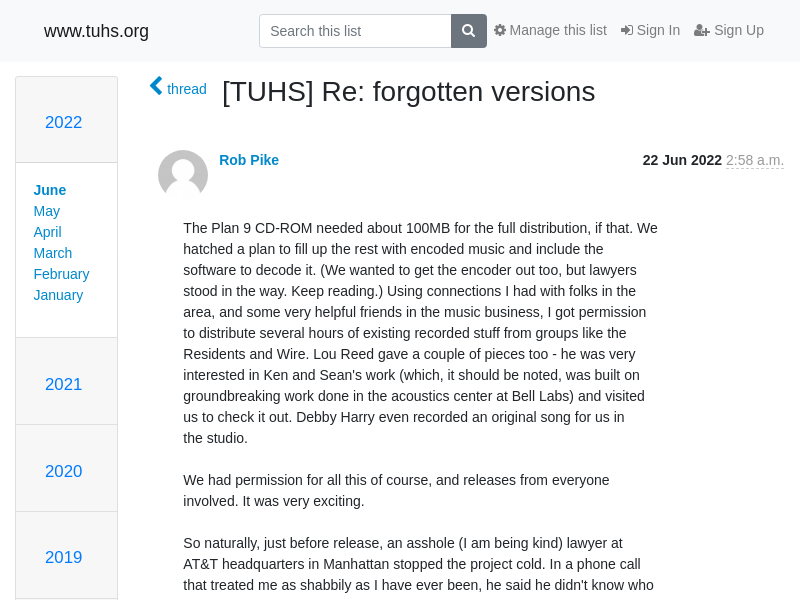 www.tuhs.org
Search this list
Manage this list
Sign In
Sign Up
2022
June
May
April
March
February
January
2021
2020
2019
thread
[TUHS] Re: forgotten versions
Rob Pike
22 Jun 2022 2:58 a.m.
The Plan 9 CD-ROM needed about 100MB for the full distribution, if that. We
hatched a plan to fill up the rest with encoded music and include the
software to decode it. (We wanted to get the encoder out too, but lawyers
stood in the way. Keep reading.) Using connections I had with folks in the
area, and some very helpful friends in the music business, I got permission
to distribute several hours of existing recorded stuff from groups like the
Residents and Wire. Lou Reed gave a couple of pieces too - he was very
interested in Ken and Sean's work (which, it should be noted, was built on
groundbreaking work done in the acoustics center at Bell Labs) and visited
us to check it out. Debby Harry even recorded an original song for us in
the studio.
We had permission for all this of course, and releases from everyone
involved. It was very exciting.
So naturally, just before release, an asshole (I am being kind) lawyer at
AT&T headquarters in Manhattan stopped the project cold. In a phone call
that treated me as shabbily as I have ever been, he said he didn't know who